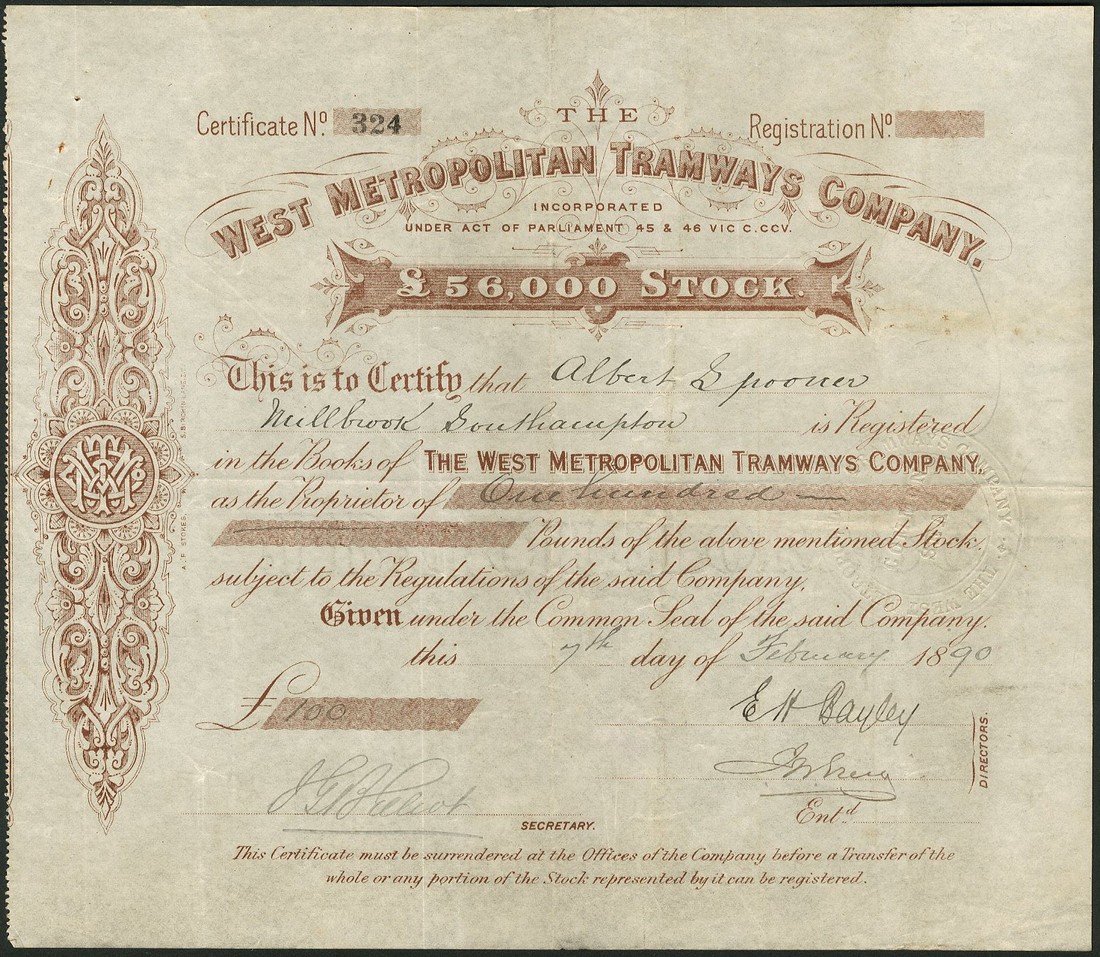 Certificate No. 324
Registration No.
THE
WEST METROPOLITAN TRAMWAYS COMPANY.
INCORPORATED
UNDER ACT OF PARLIAMENT 45 & 46 VIC C.CCV.
£56,000 STOCK.
This is to Certify that Albert Spooner
Millbrook Southampton is Registered
in the Books of THE WEST METROPOLITAN TRAMWAYS COMPANY,
as the Proprietor of One hundred —
Pounds of the above mentioned Stock
subject to the Regulations of the said Company,
Given under the Common Seal of the said Company,
this 7th day of February 1890
£ 100
E H Bayley
DIRECTORS.
Entd
SECRETARY.
This Certificate must be surrendered at the Offices of the Company before a Transfer of the
whole or any portion of the Stock represented by it can be registered.